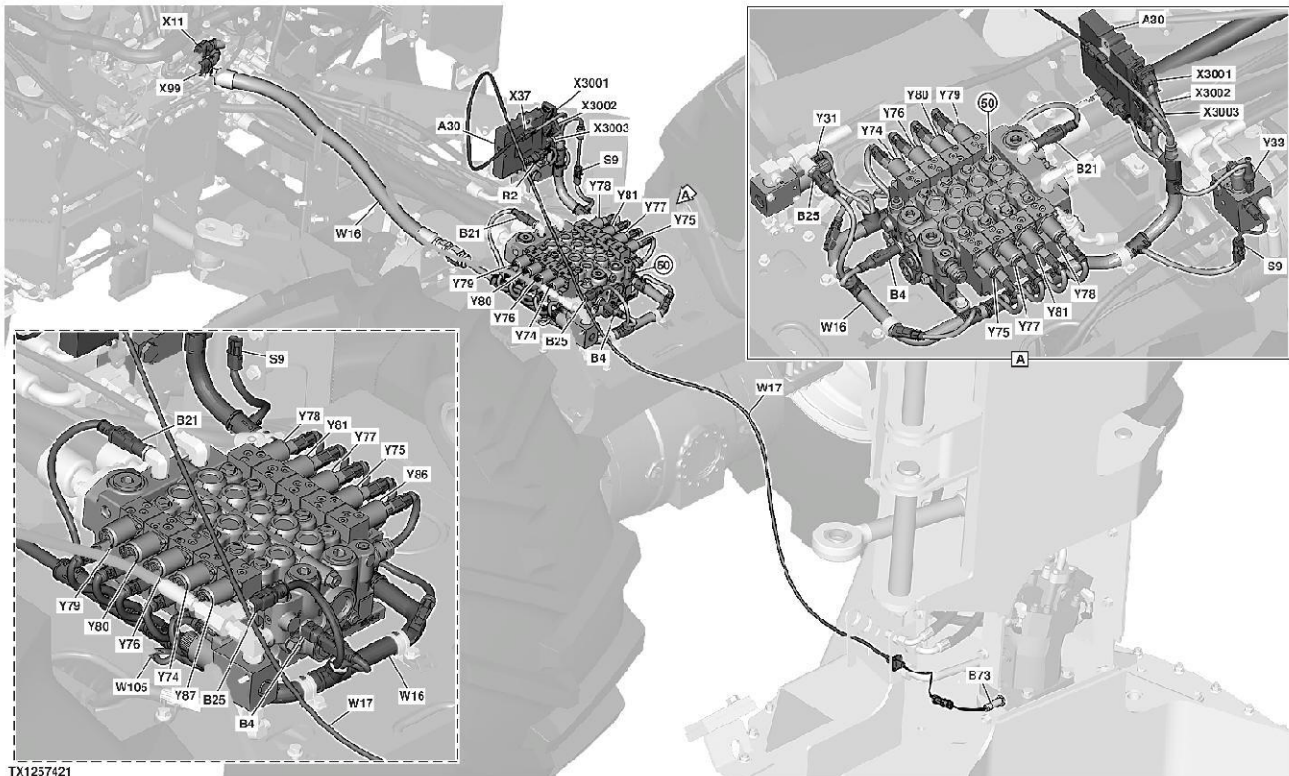 X11
X99
W16
X37
X3001
X3002
X3003
A30
S9
R2
Y78
Y81
Y77
Y75
A
B21
50
Y79
Y80
Y76
Y74
B25
B4
W17
B73
A30
X3001
X3002
X3003
Y79
Y80
Y76
Y74
50
Y31
B21
Y33
B25
B4
S9
W16
Y78
Y81
Y77
Y75
A
S9
B21
Y78
Y81
Y77
Y75
Y86
Y79
Y80
Y76
W105
Y74
Y87
B25
B4
W16
W17
TX1257421